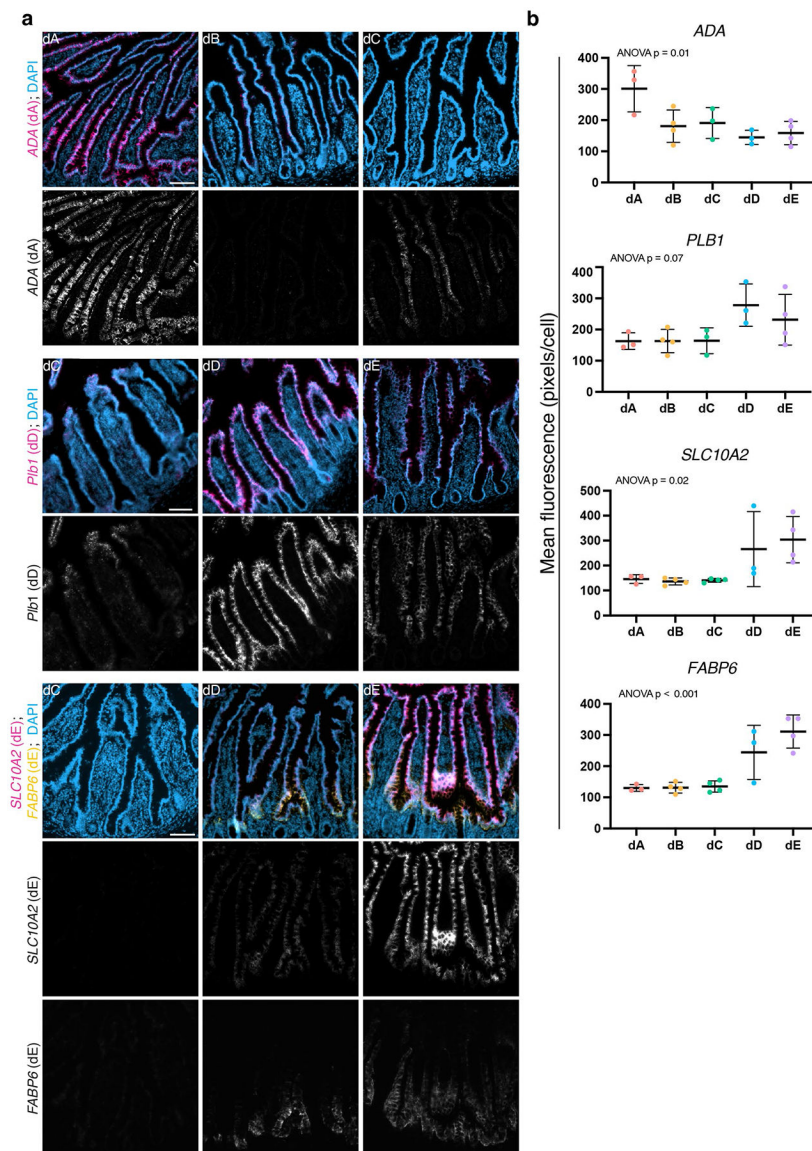 a
dA
dB
dC
ADA (dA); DAPI
ADA (dA)
dC
dD
dE
Plb1 (dD); DAPI
Plb1 (dD)
dC
dD
dE
SLC10A2 (dE);
FABP6 (dE); DAPI
SLC10A2 (dE)
FABP6 (dE)
b
Mean fluorescence (pixels/cell)
ADA
ANOVA p = 0.01
400
300
200
100
0
dA dB dC dD dE
PLB1
ANOVA p = 0.07
400
300
200
100
0
dA dB dC dD dE
SLC10A2
ANOVA p = 0.02
500
400
300
200
100
0
dA dB dC dD dE
FABP6
ANOVA p < 0.001
400
300
200
100
0
dA dB dC dD dE